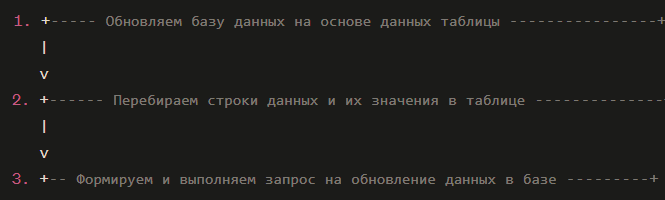 1. +----- Обновляем базу данных на основе данных таблицы ----------------+
|
v
2. +------ Перебираем строки данных и их значения в таблице --------------
|
v
3. +-- Формируем и выполняем запрос на обновление данных в базе ---------+